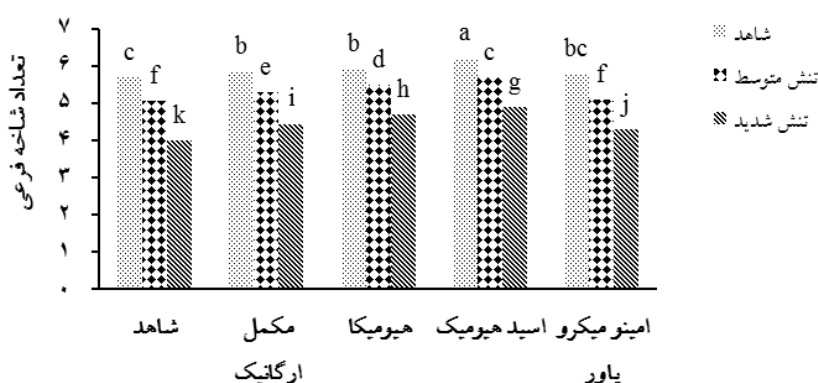 تعداد شاخه فرعی
۷
۶
۵
۴
۳
۲
۱
۰
c f k
b e i
b d h
a c g
bc f j
شاهد
مکمل ارگانیک
هیومیکا
اسید هیومیک
امینو میکرو یاور
شاهد
تنش متوسط
تنش شدید